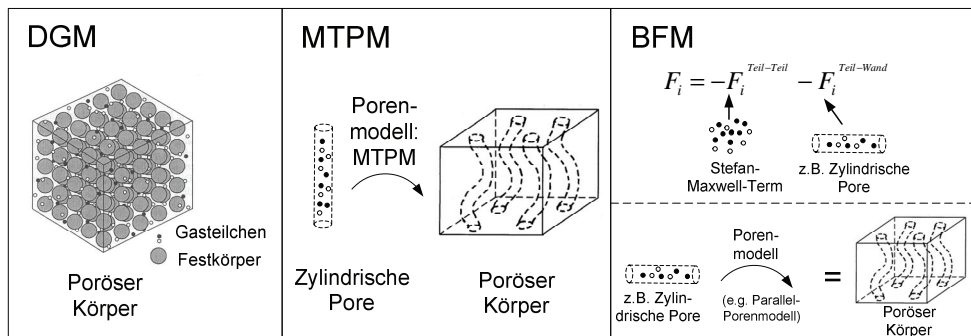 DGM
Gasteilchen
Festkörper
Poröser
Körper
MTPM
Poren-
modell:
MTPM
Zylindrische
Pore
Poröser
Körper
BFM
F_i = −F_i^{Teil−Teil} − F_i^{Teil−Wand}
Stefan-
Maxwell-Term
z.B. Zylindrische
Pore
Poren-
modell
(e.g. Parallel-
Porenmodell)
z.B. Zylin-
drische Pore
=
Poröser
Körper